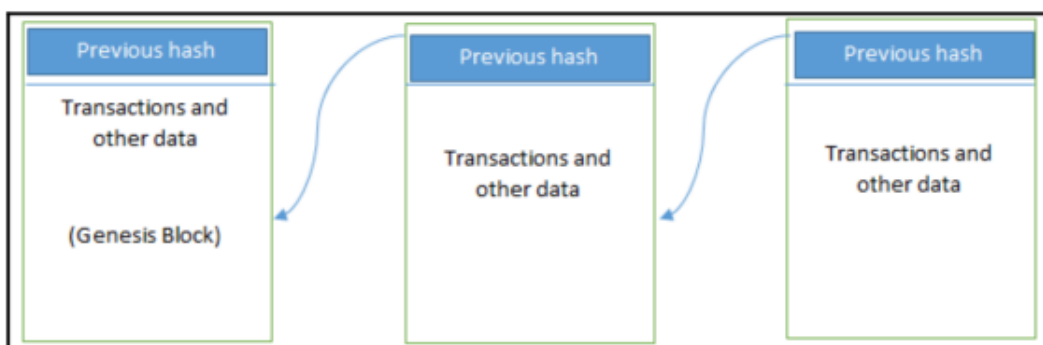 Previous hash
Transactions and
other data
(Genesis Block)
Previous hash
Transactions and
other data
Previous hash
Transactions and
other data